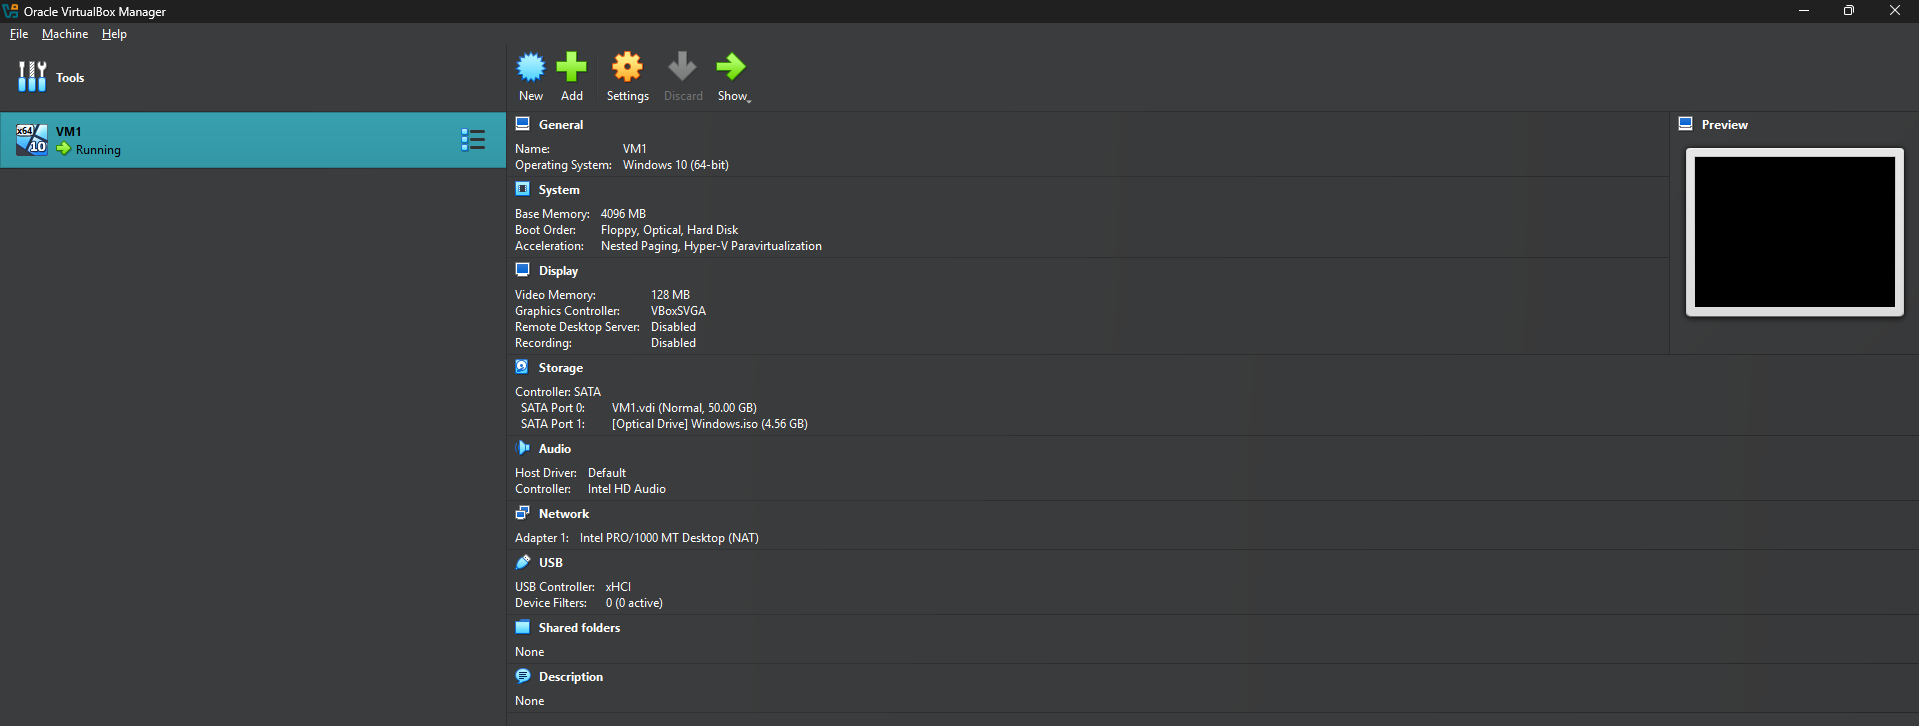 Oracle VirtualBox Manager
File Machine Help
Tools
New Add Settings Discard Show
x64 10 VM1
Running
General
Name: VM1
Operating System: Windows 10 (64-bit)
System
Base Memory: 4096 MB
Boot Order: Floppy, Optical, Hard Disk
Acceleration: Nested Paging, Hyper-V Paravirtualization
Display
Video Memory: 128 MB
Graphics Controller: VBoxSVGA
Remote Desktop Server: Disabled
Recording: Disabled
Storage
Controller: SATA
SATA Port 0: VM1.vdi (Normal, 50.00 GB)
SATA Port 1: [Optical Drive] Windows.iso (4.56 GB)
Audio
Host Driver: Default
Controller: Intel HD Audio
Network
Adapter 1: Intel PRO/1000 MT Desktop (NAT)
USB
USB Controller: xHCI
Device Filters: 0 (0 active)
Shared folders
None
Description
None
Preview